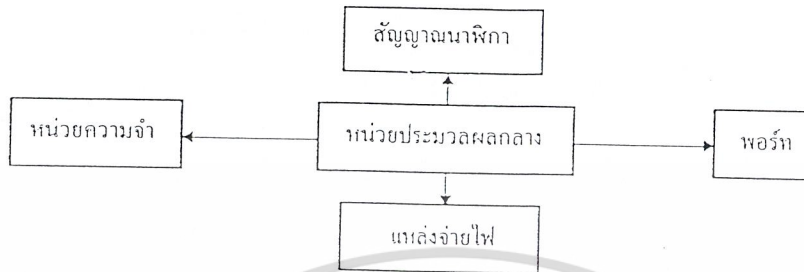 สัญญาณนาฬิกา
หน่วยความจำ
หน่วยประมวลผลกลาง
พอร์ท
แหล่งจ่ายไฟ